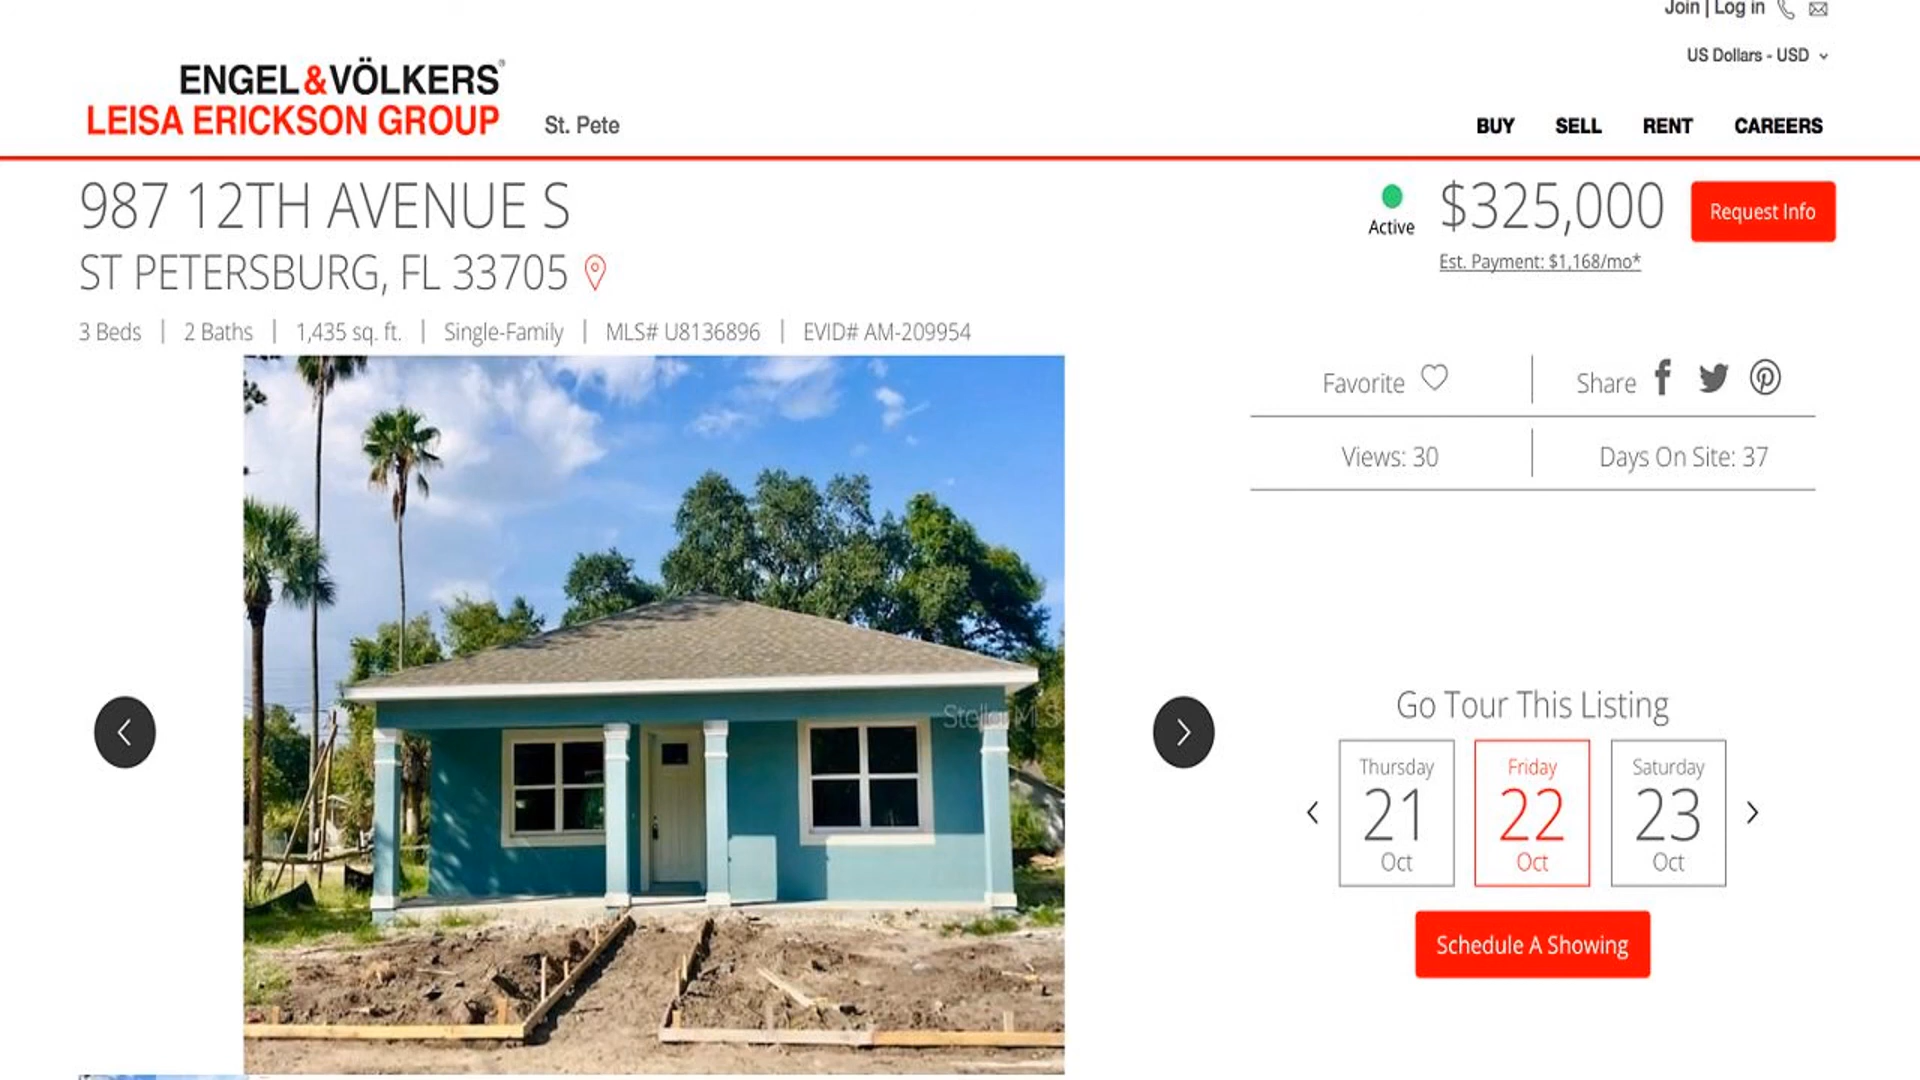 Join | Log in
US Dollars - USD
ENGEL&VÖLKERS®
LEISA ERICKSON GROUP
St. Pete
BUY SELL RENT CAREERS
987 12TH AVENUE S
ST PETERSBURG, FL 33705
Active
$325,000
Est. Payment: $1,168/mo*
Request Info
3 Beds | 2 Baths | 1,435 sq. ft. | Single-Family | MLS# U8136896 | EVID# AM-209954
Favorite
Share
Views: 30
Days On Site: 37
Stellar MLS
Go Tour This Listing
Thursday
21
Oct
Friday
22
Oct
Saturday
23
Oct
Schedule A Showing